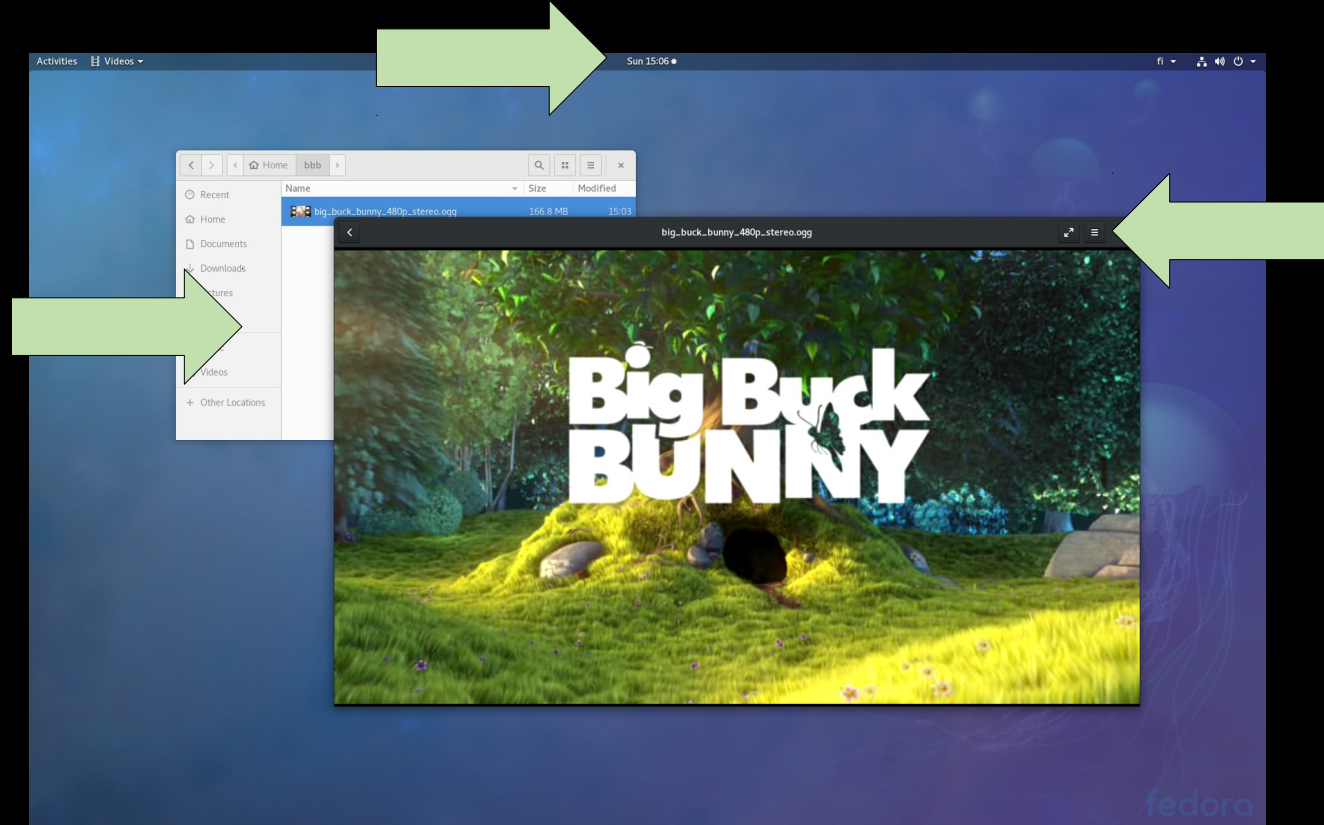 Activities Videos Sun 15:06 fi
Home bbb
Name Size Modified
big_buck_bunny_480p_stereo.ogg 166.8 MB 15:03
Recent
Home
Documents
Downloads
Videos
+ Other Locations
big_buck_bunny_480p_stereo.ogg
Big Buck
BUNNY
fedora